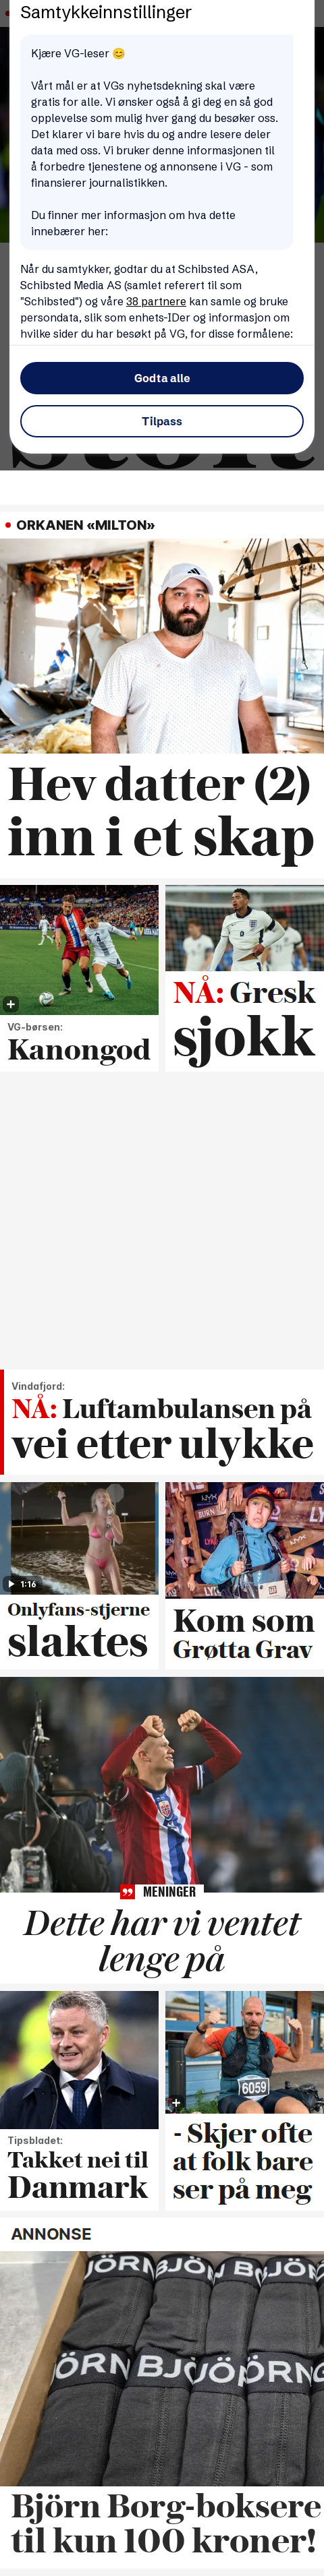 Samtykkeinnstillinger
Kjære VG-leser 😊
Vårt mål er at VGs nyhetsdekning skal være
gratis for alle. Vi ønsker også å gi deg en så god
opplevelse som mulig hver gang du besøker oss.
Det klarer vi bare hvis du og andre lesere deler
data med oss. Vi bruker denne informasjonen til
å forbedre tjenestene og annonsene i VG - som
finansierer journalistikken.
Du finner mer informasjon om hva dette
innebærer her:
Når du samtykker, godtar du at Schibsted ASA,
Schibsted Media AS (samlet referert til som
"Schibsted") og våre 38 partnere kan samle og bruke
persondata, slik som enhets-IDer og informasjon om
hvilke sider du har besøkt på VG, for disse formålene:
Godta alle
Tilpass
ORKANEN «MILTON»
Hev datter (2)
inn i et skap
VG-børsen:
Kanongod
NÅ: Gresk
sjokk
Vindafjord:
NÅ: Luftambulansen på
vei etter ulykke
1:16
Onlyfans-stjerne
slaktes
Kom som
Grøtta Grav
MENINGER
Dette har vi ventet
lenge på
Tipsbladet:
Takket nei til
Danmark
6059
- Skjer ofte
at folk bare
ser på meg
ANNONSE
Björn Borg-boksere
til kun 100 kroner!